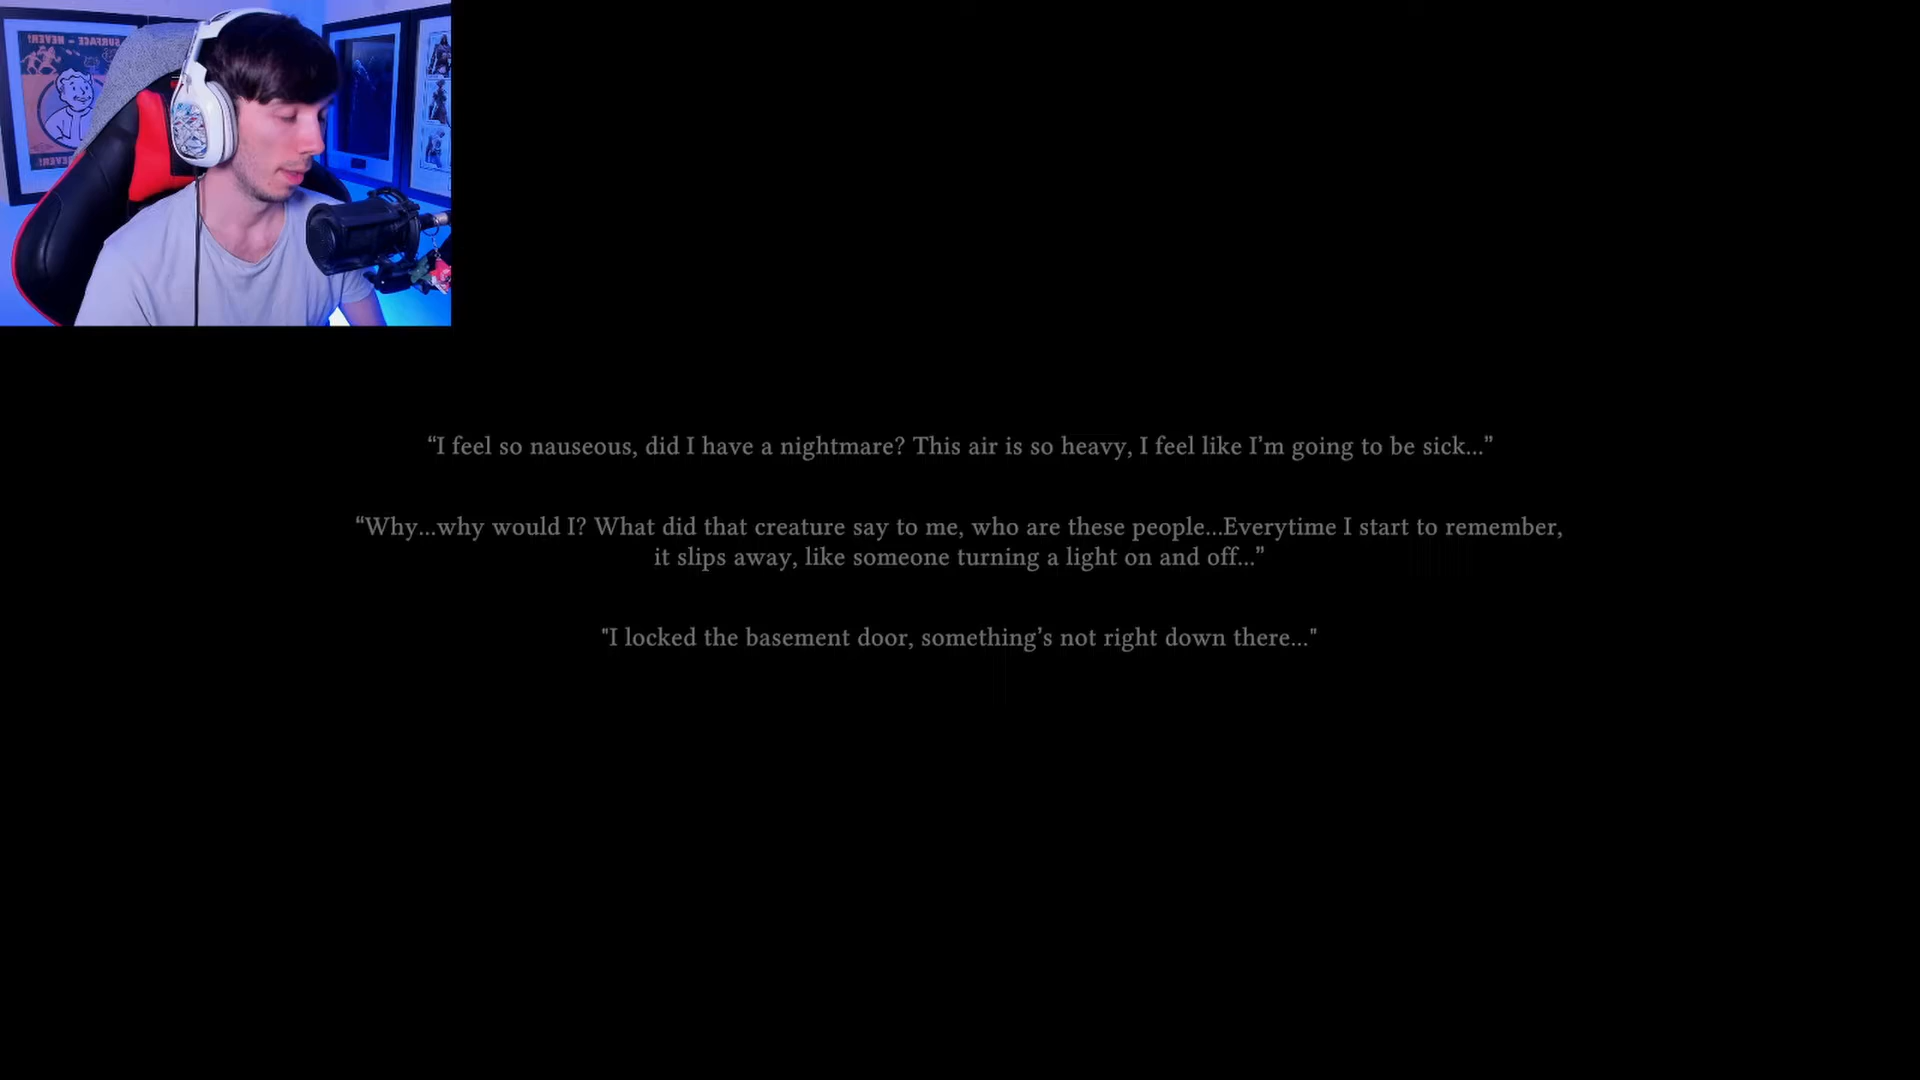 SURFACE – NEVER!
“I feel so nauseous, did I have a nightmare? This air is so heavy, I feel like I’m going to be sick...”
“Why...why would I? What did that creature say to me, who are these people...Everytime I start to remember,
it slips away, like someone turning a light on and off...”
"I locked the basement door, something’s not right down there..."